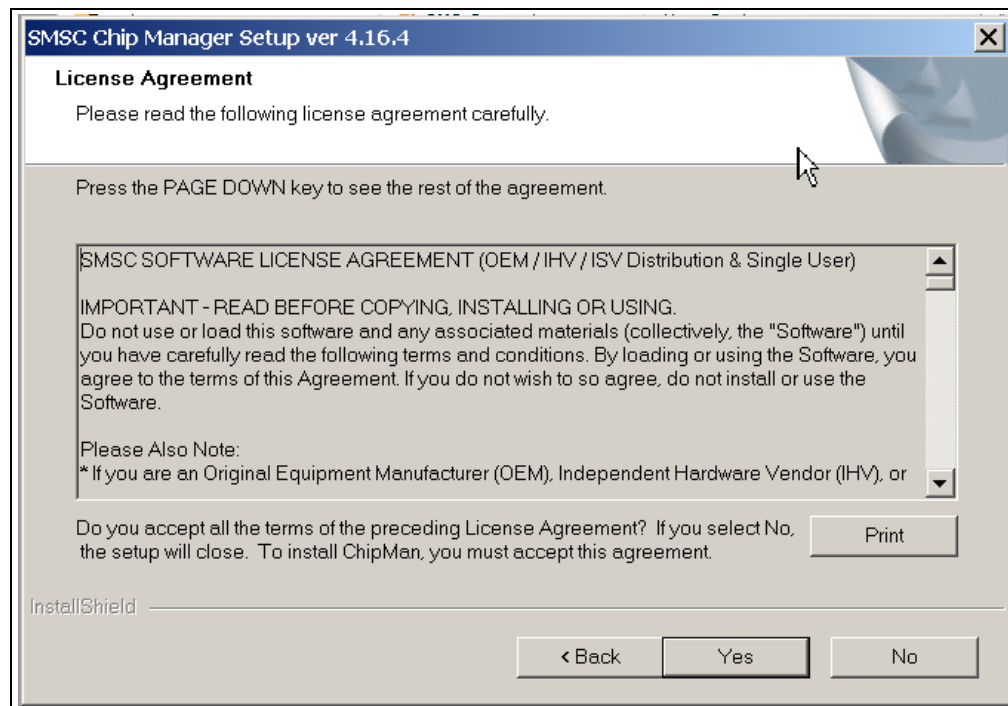 SMSC Chip Manager Setup ver 4.16.4
License Agreement
Please read the following license agreement carefully.
Press the PAGE DOWN key to see the rest of the agreement.
SMSC SOFTWARE LICENSE AGREEMENT (OEM / IHV / ISV Distribution & Single User)
IMPORTANT - READ BEFORE COPYING, INSTALLING OR USING.
Do not use or load this software and any associated materials (collectively, the "Software") until
you have carefully read the following terms and conditions. By loading or using the Software, you
agree to the terms of this Agreement. If you do not wish to so agree, do not install or use the
Software.
Please Also Note:
* If you are an Original Equipment Manufacturer (OEM), Independent Hardware Vendor (IHV), or
Do you accept all the terms of the preceding License Agreement? If you select No,
the setup will close. To install ChipMan, you must accept this agreement.
Print
InstallShield
< Back
Yes
No